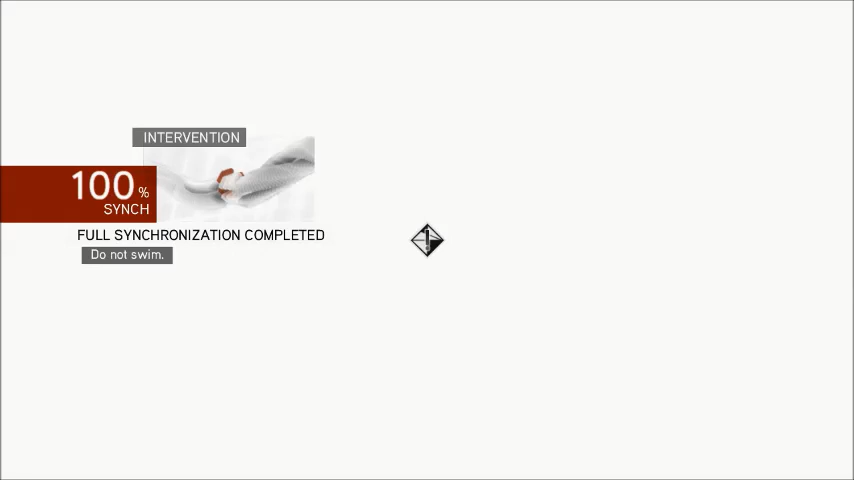 INTERVENTION
100 %
SYNCH
FULL SYNCHRONIZATION COMPLETED
Do not swim.